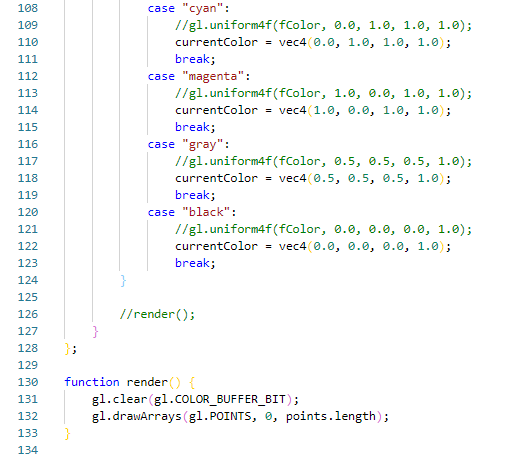 108 case "cyan":
109 //gl.uniform4f(fColor, 0.0, 1.0, 1.0, 1.0);
110 currentColor = vec4(0.0, 1.0, 1.0, 1.0);
111 break;
112 case "magenta":
113 //gl.uniform4f(fColor, 1.0, 0.0, 1.0, 1.0);
114 currentColor = vec4(1.0, 0.0, 1.0, 1.0);
115 break;
116 case "gray":
117 //gl.uniform4f(fColor, 0.5, 0.5, 0.5, 1.0);
118 currentColor = vec4(0.5, 0.5, 0.5, 1.0);
119 break;
120 case "black":
121 //gl.uniform4f(fColor, 0.0, 0.0, 0.0, 1.0);
122 currentColor = vec4(0.0, 0.0, 0.0, 1.0);
123 break;
124 }
125
126 //render();
127 }
128 };
129
130 function render() {
131 gl.clear(gl.COLOR_BUFFER_BIT);
132 gl.drawArrays(gl.POINTS, 0, points.length);
133 }
134